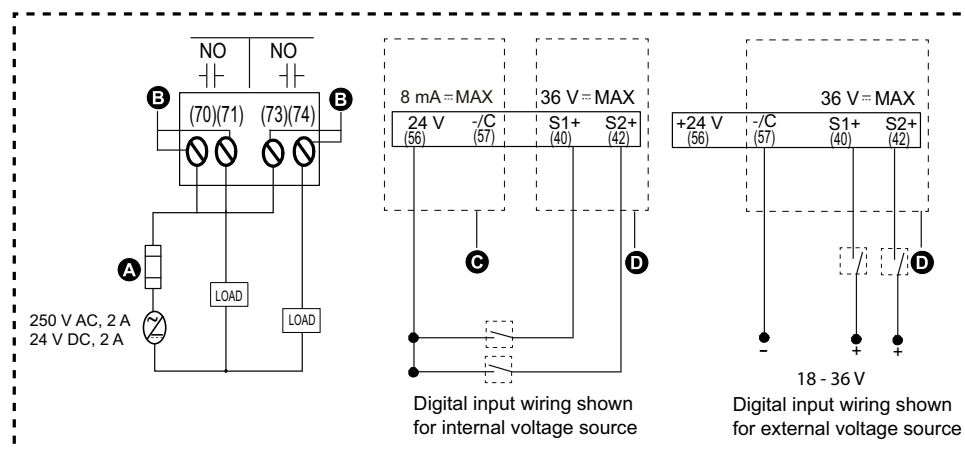 NO NO
B B
(70)(71) (73)(74)
A
LOAD
LOAD
250 V AC, 2 A
24 V DC, 2 A
8 mA ⎓ MAX 36 V ⎓ MAX
24 V -/C S1+ S2+
(56) (57) (40) (42)
C D
Digital input wiring shown
for internal voltage source
36 V ⎓ MAX
+24 V -/C S1+ S2+
(56) (57) (40) (42)
D
– + +
18 - 36 V
Digital input wiring shown
for external voltage source